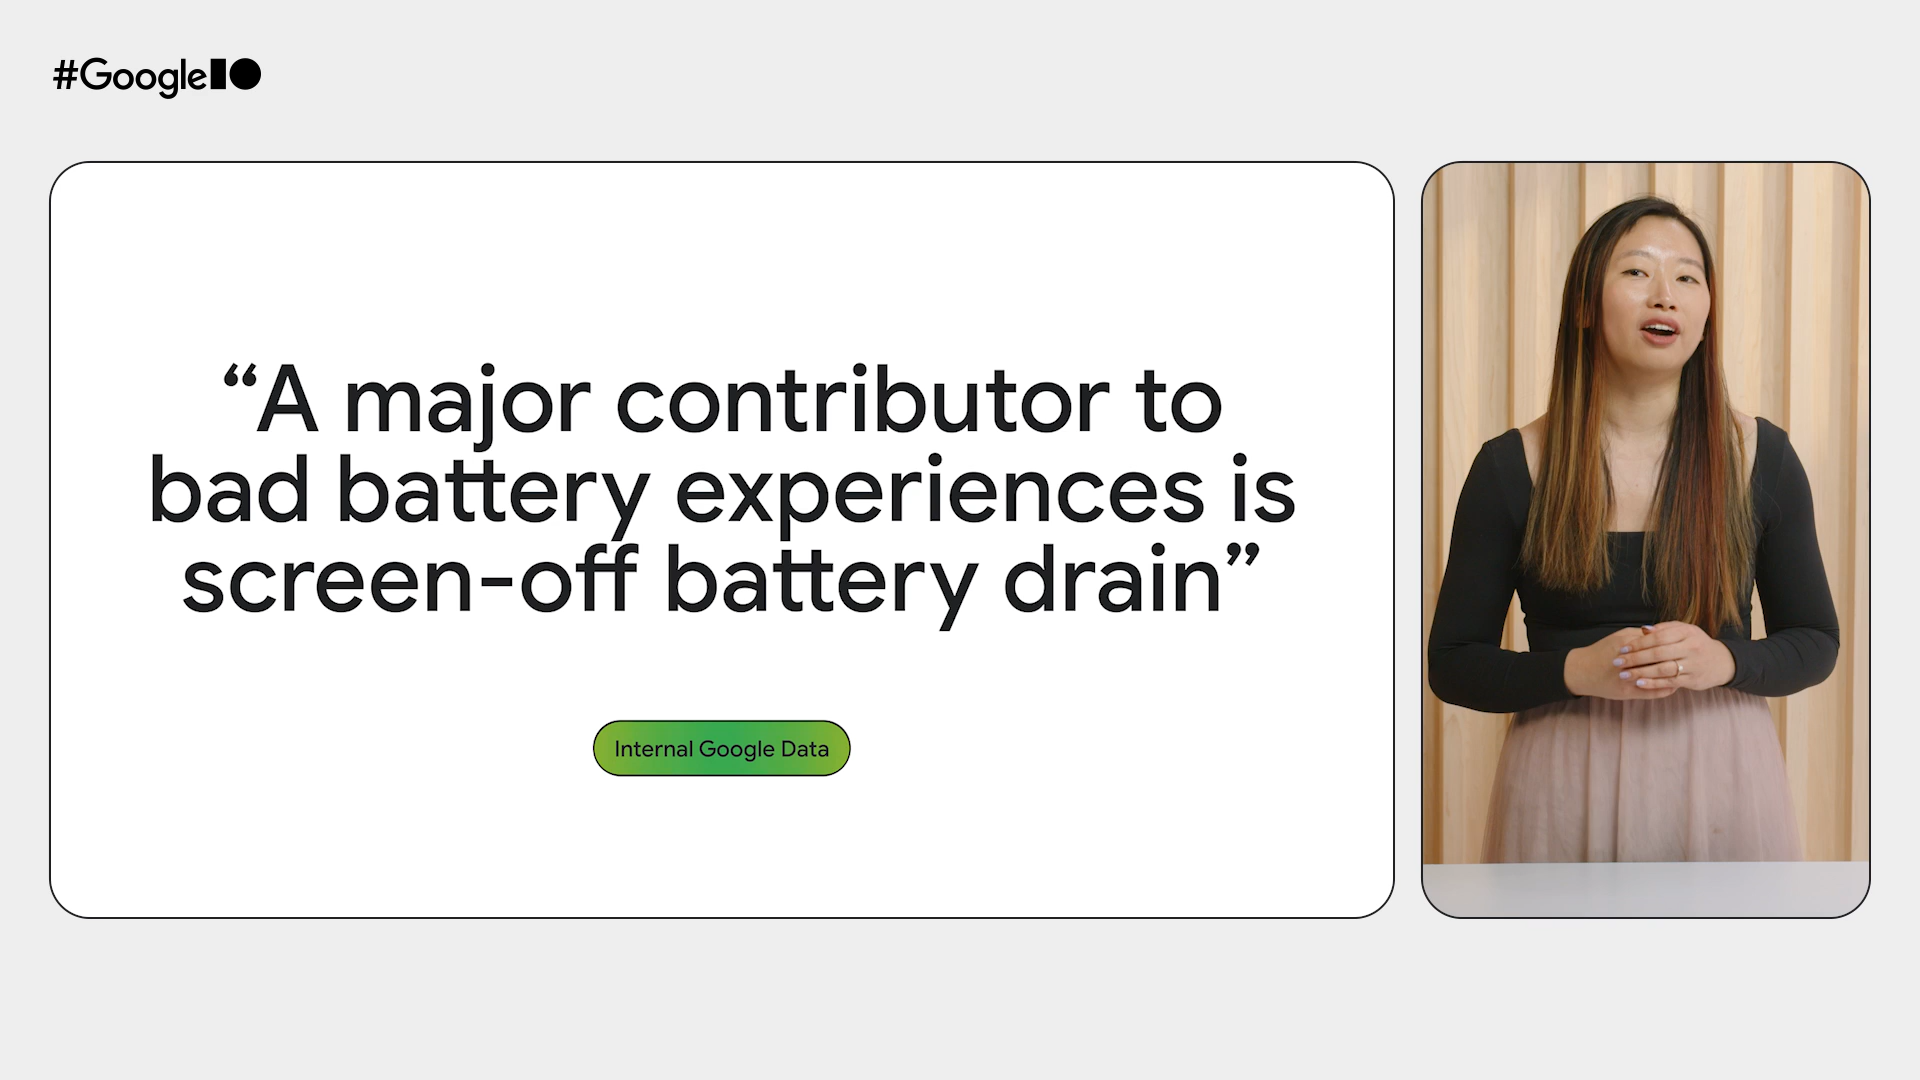 #GoogleIO
“A major contributor to
bad battery experiences is
screen-off battery drain”
Internal Google Data